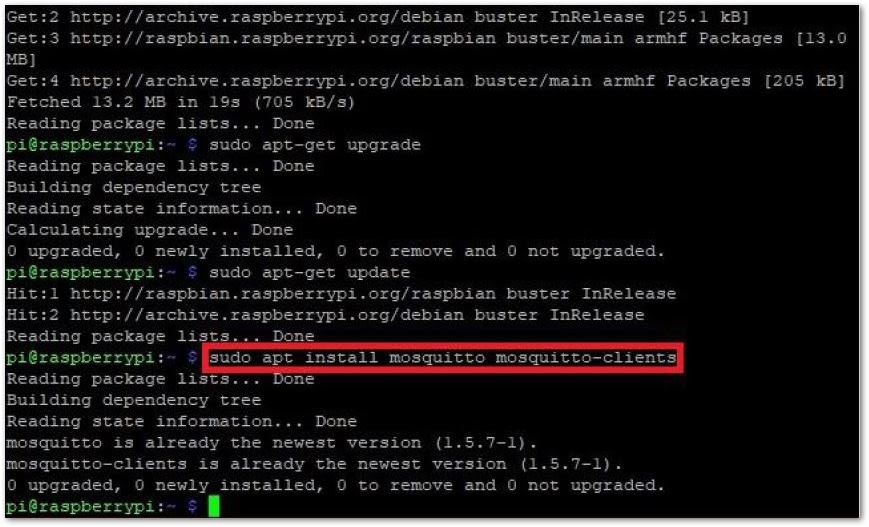 Get:2 http://archive.raspberrypi.org/debian buster InRelease [25.1 kB]
Get:3 http://raspbian.raspberrypi.org/raspbian buster/main armhf Packages [13.0
MB]
Get:4 http://archive.raspberrypi.org/debian buster/main armhf Packages [205 kB]
Fetched 13.2 MB in 19s (705 kB/s)
Reading package lists... Done
pi@raspberrypi:~ $ sudo apt-get upgrade
Reading package lists... Done
Building dependency tree
Reading state information... Done
Calculating upgrade... Done
0 upgraded, 0 newly installed, 0 to remove and 0 not upgraded.
pi@raspberrypi:~ $ sudo apt-get update
Hit:1 http://raspbian.raspberrypi.org/raspbian buster InRelease
Hit:2 http://archive.raspberrypi.org/debian buster InRelease
Reading package lists... Done
pi@raspberrypi:~ $ sudo apt install mosquitto mosquitto-clients
Reading package lists... Done
Building dependency tree
Reading state information... Done
mosquitto is already the newest version (1.5.7-1).
mosquitto-clients is already the newest version (1.5.7-1).
0 upgraded, 0 newly installed, 0 to remove and 0 not upgraded.
pi@raspberrypi:~ $